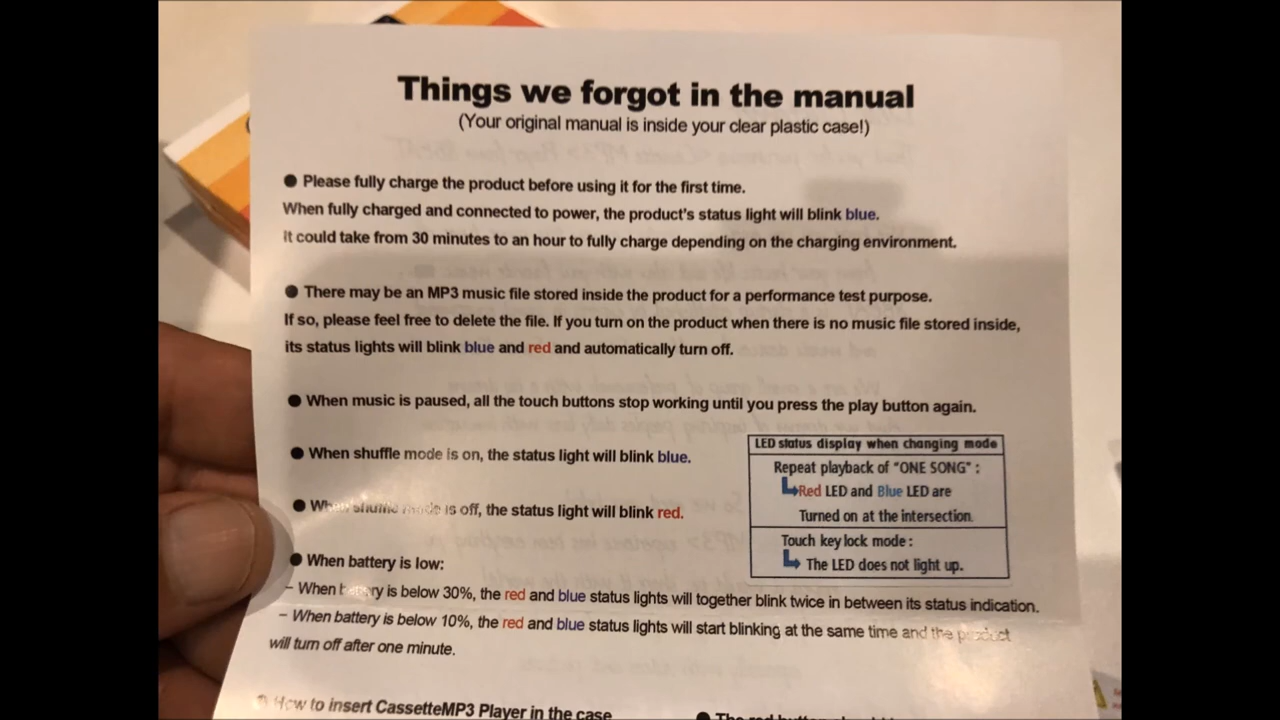 Things we forgot in the manual
(Your original manual is inside your clear plastic case!)
● Please fully charge the product before using it for the first time.
When fully charged and connected to power, the product's status light will blink blue.
It could take from 30 minutes to an hour to fully charge depending on the charging environment.
● There may be an MP3 music file stored inside the product for a performance test purpose.
If so, please feel free to delete the file. If you turn on the product when there is no music file stored inside,
its status lights will blink blue and red and automatically turn off.
● When music is paused, all the touch buttons stop working until you press the play button again.
● When shuffle mode is on, the status light will blink blue.
● When shuffle mode is off, the status light will blink red.
LED status display when changing mode
Repeat playback of "ONE SONG" :
Red LED and Blue LED are
Turned on at the intersection.
Touch key lock mode :
The LED does not light up.
● When battery is low:
– When battery is below 30%, the red and blue status lights will together blink twice in between its status indication.
– When battery is below 10%, the red and blue status lights will start blinking at the same time and the product
will turn off after one minute.
How to insert CassetteMP3 Player in the case
● The red button